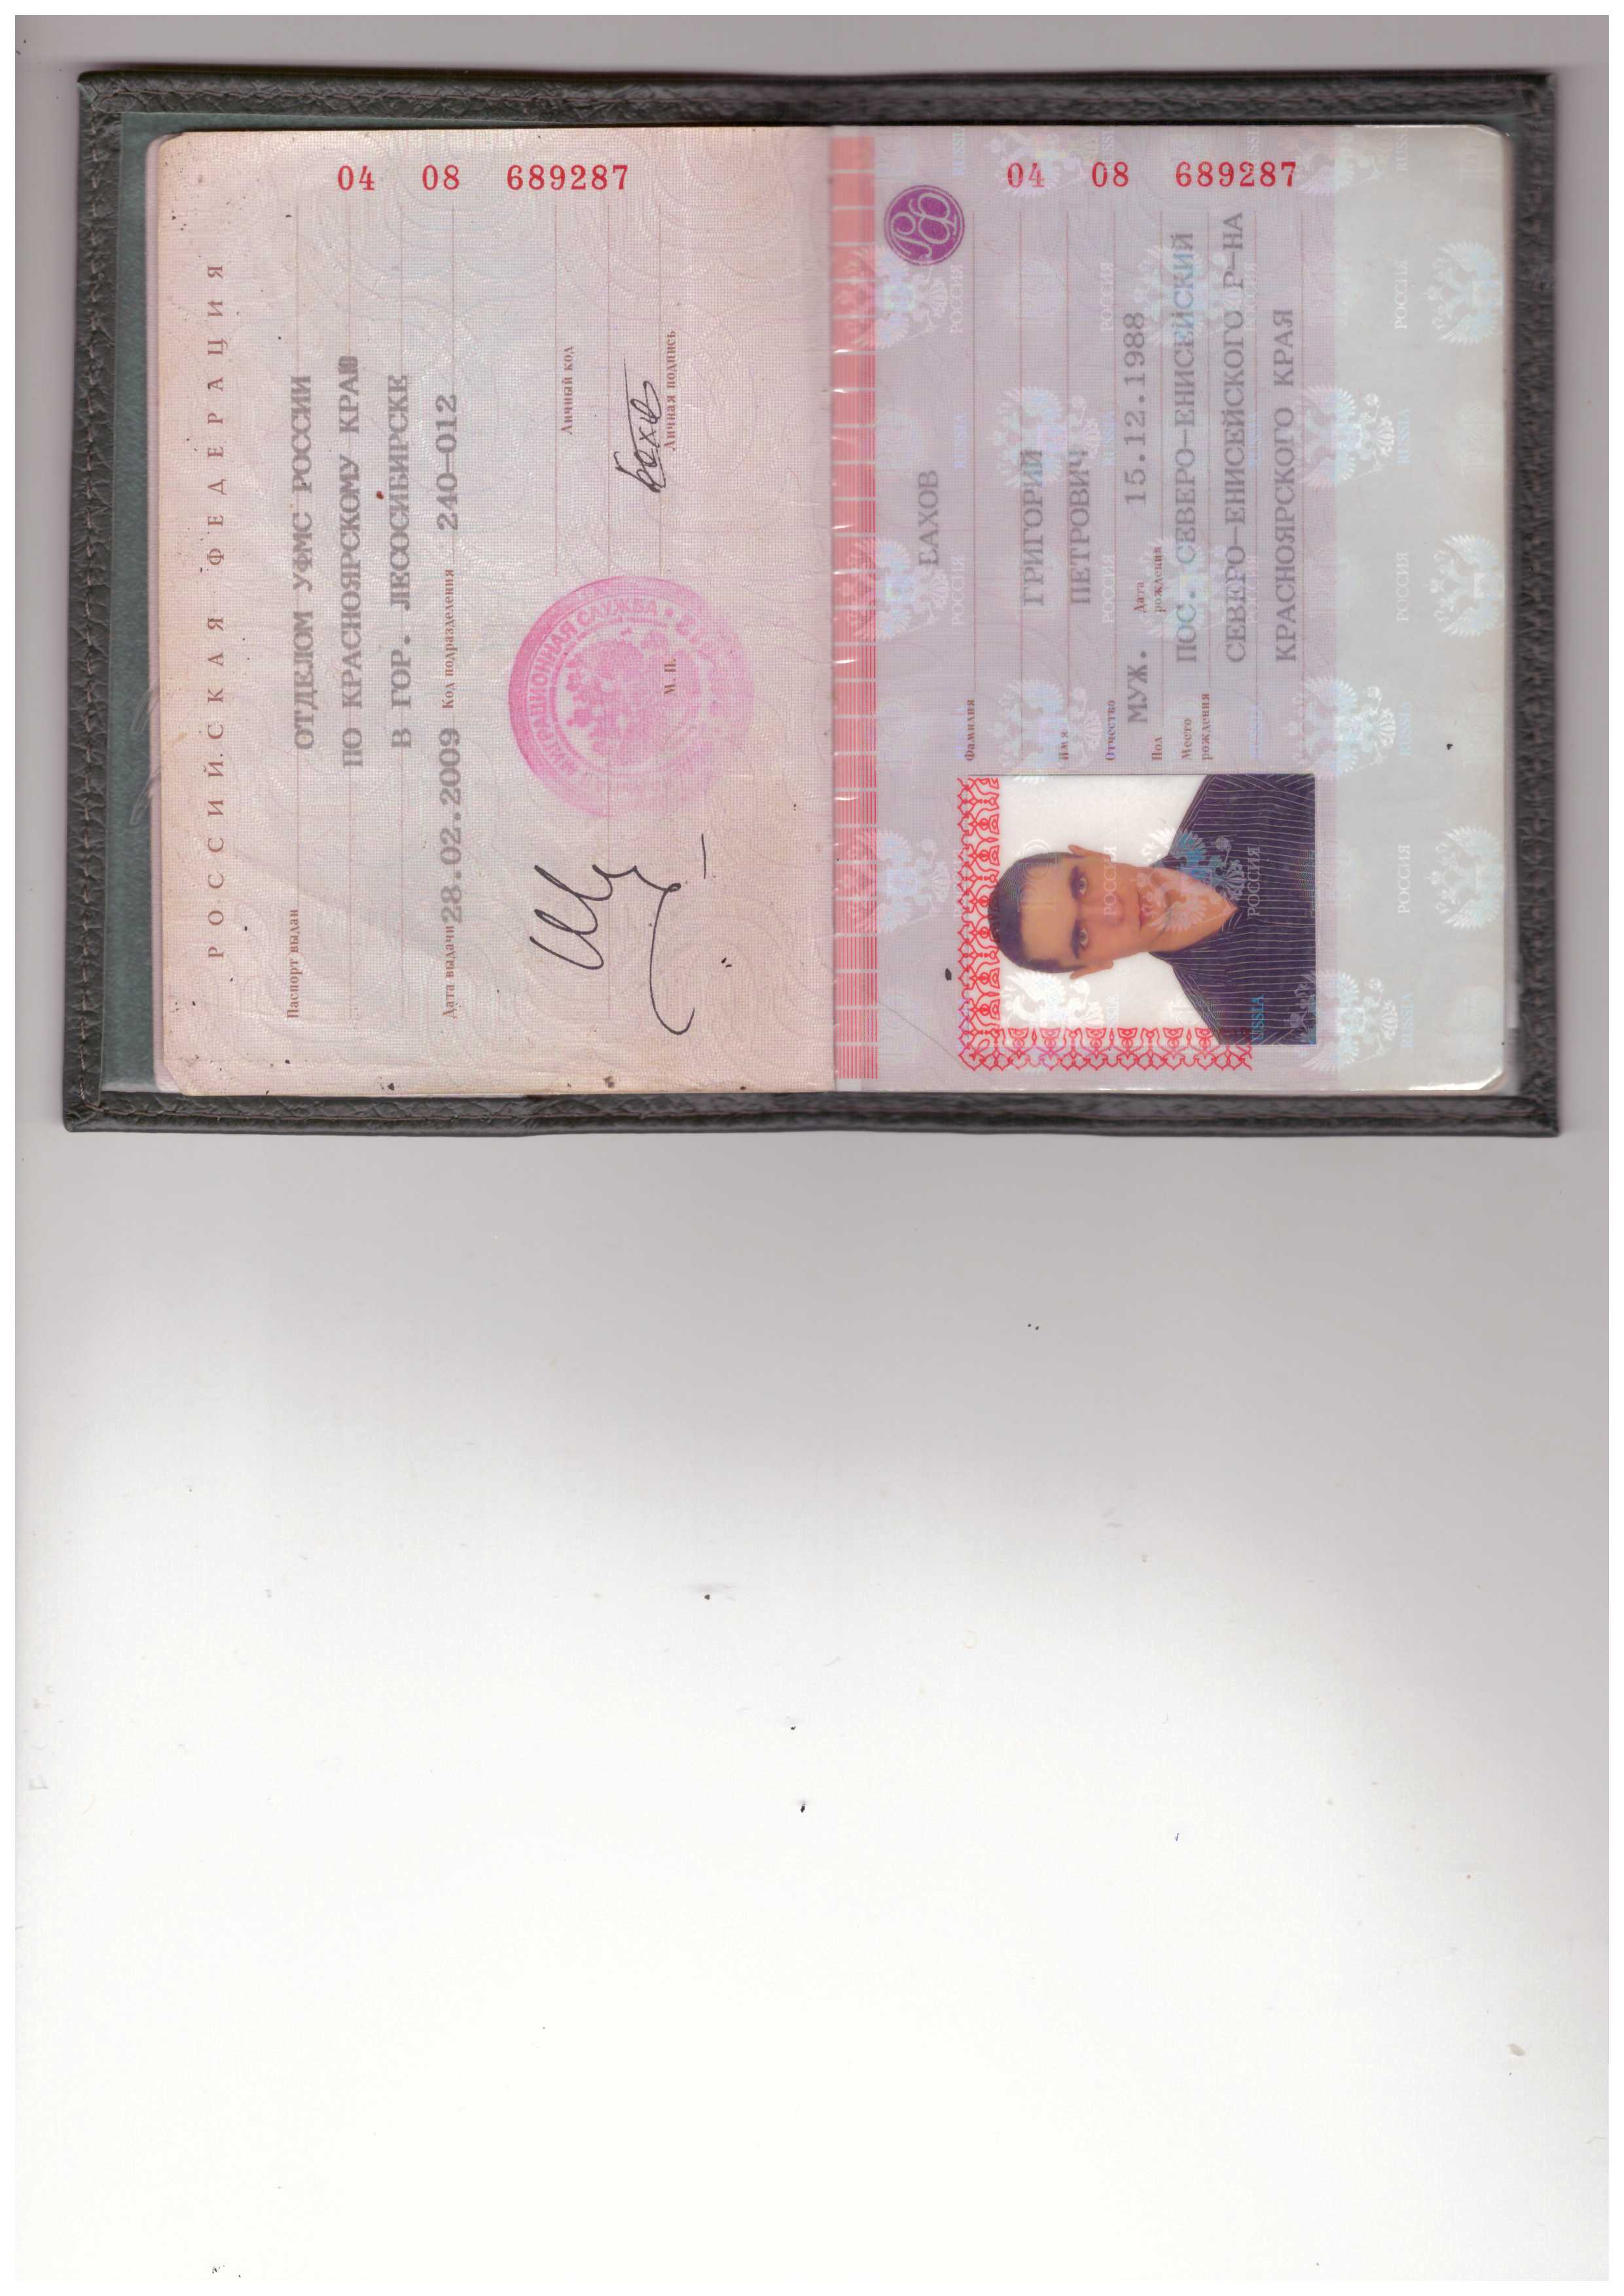 РОССИЙСКАЯ ФЕДЕРАЦИЯ
Паспорт выдан ОТДЕЛОМ УФМС РОССИИ
ПО КРАСНОЯРСКОМУ КРАЮ
В ГОР. ЛЕСОСИБИРСКЕ
Дата выдачи 28.02.2009 Код подразделения 240-012
Личный код
Личная подпись
М. П.
МИГРАЦИОННАЯ СЛУЖБА
04 08 689287
Фамилия
Имя ГРИГОРИЙ
Отчество ПЕТРОВИЧ
Пол МУЖ. Дата рождения 15.12.1988
Место рождения ПОС. СЕВЕРО-ЕНИСЕЙСКИЙ
СЕВЕРО-ЕНИСЕЙСКОГО Р-НА
КРАСНОЯРСКОГО КРАЯ
04 08 689287
РОССИЯ
RUSSIA